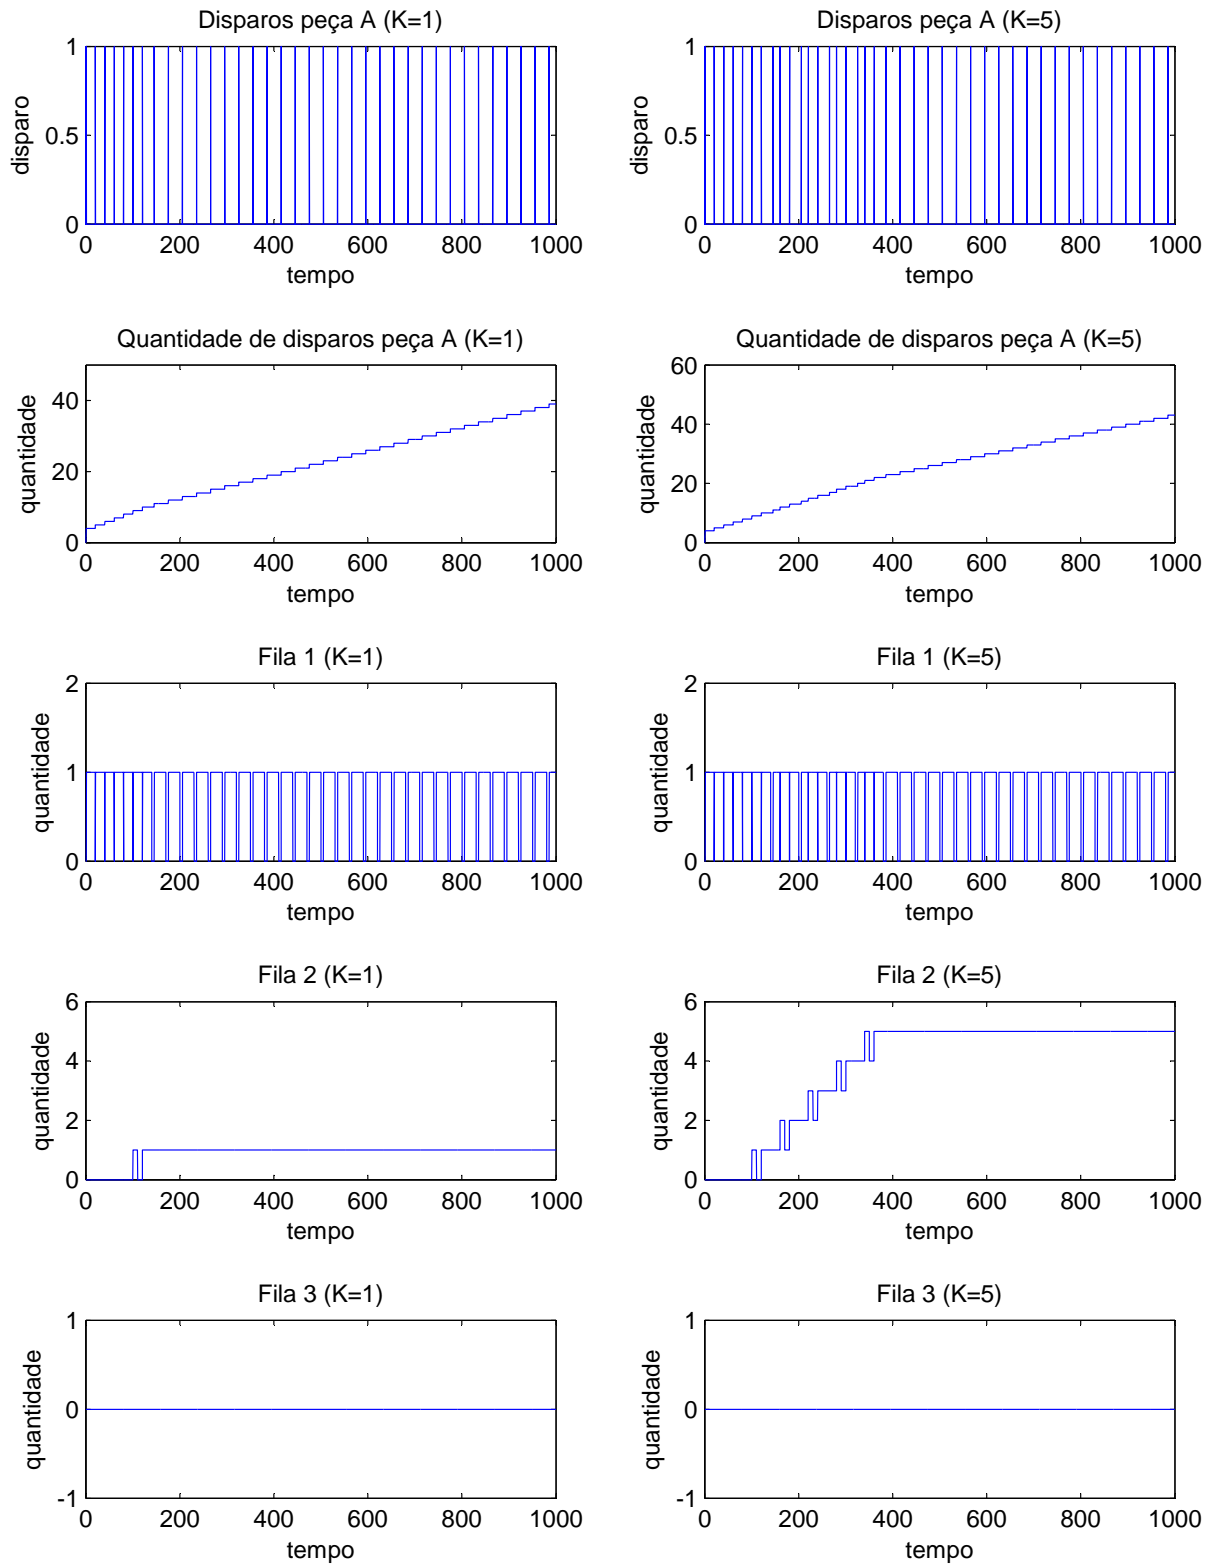 Disparos peça A (K=1)
1
0.5
0
disparo
0 200 400 600 800 1000
tempo
Disparos peça A (K=5)
1
0.5
0
disparo
0 200 400 600 800 1000
tempo
Quantidade de disparos peça A (K=1)
40
20
0
quantidade
0 200 400 600 800 1000
tempo
Quantidade de disparos peça A (K=5)
60
40
20
0
quantidade
0 200 400 600 800 1000
tempo
Fila 1 (K=1)
2
1
0
quantidade
0 200 400 600 800 1000
tempo
Fila 1 (K=5)
2
1
0
quantidade
0 200 400 600 800 1000
tempo
Fila 2 (K=1)
6
4
2
0
quantidade
0 200 400 600 800 1000
tempo
Fila 2 (K=5)
6
4
2
0
quantidade
0 200 400 600 800 1000
tempo
Fila 3 (K=1)
1
0
-1
quantidade
0 200 400 600 800 1000
tempo
Fila 3 (K=5)
1
0
-1
quantidade
0 200 400 600 800 1000
tempo